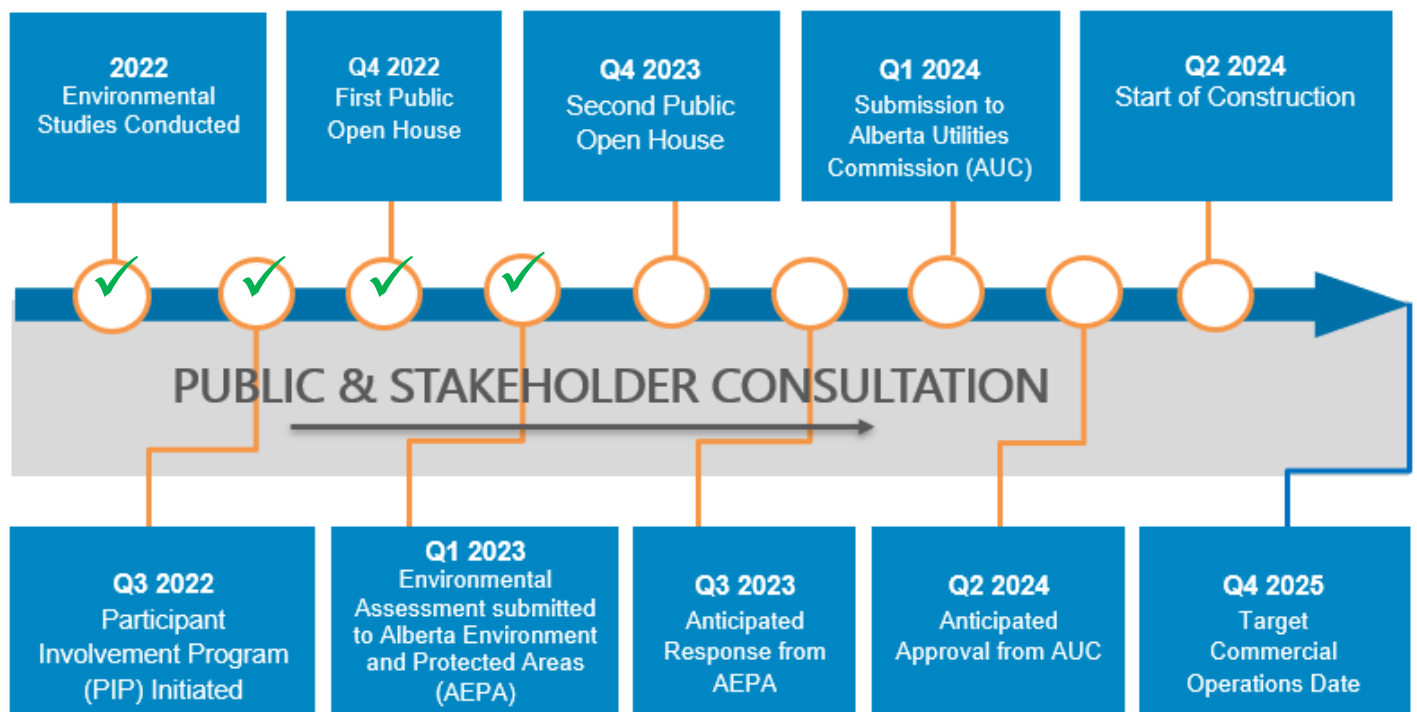 2022
Environmental
Studies Conducted
Q4 2022
First Public
Open House
Q4 2023
Second Public
Open House
Q1 2024
Submission to
Alberta Utilities
Commission (AUC)
Q2 2024
Start of Construction
PUBLIC & STAKEHOLDER CONSULTATION
Q3 2022
Participant
Involvement Program
(PIP) Initiated
Q1 2023
Environmental
Assessment submitted
to Alberta Environment
and Protected Areas
(AEPA)
Q3 2023
Anticipated
Response from
AEPA
Q2 2024
Anticipated
Approval from AUC
Q4 2025
Target
Commercial
Operations Date